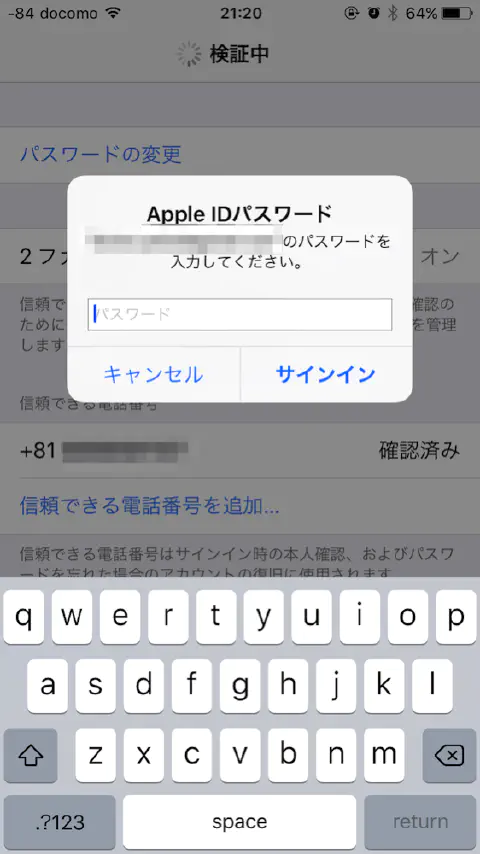 -84 docomo 21:20 64%
検証中
パスワードの変更
Apple IDパスワード
のパスワードを
入力してください。
2 フ
オン
パスワード
キャンセル サインイン
信頼で
確認の
ために
を管理
します
信頼できる電話番号
+81 確認済み
信頼できる電話番号を追加...
信頼できる電話番号はサインイン時の本人確認、およびパスワ
ードを忘れた場合のアカウントの復旧に使用されます
q w e r t y u i o p
a s d f g h j k l
z x c v b n m
.?123 space return